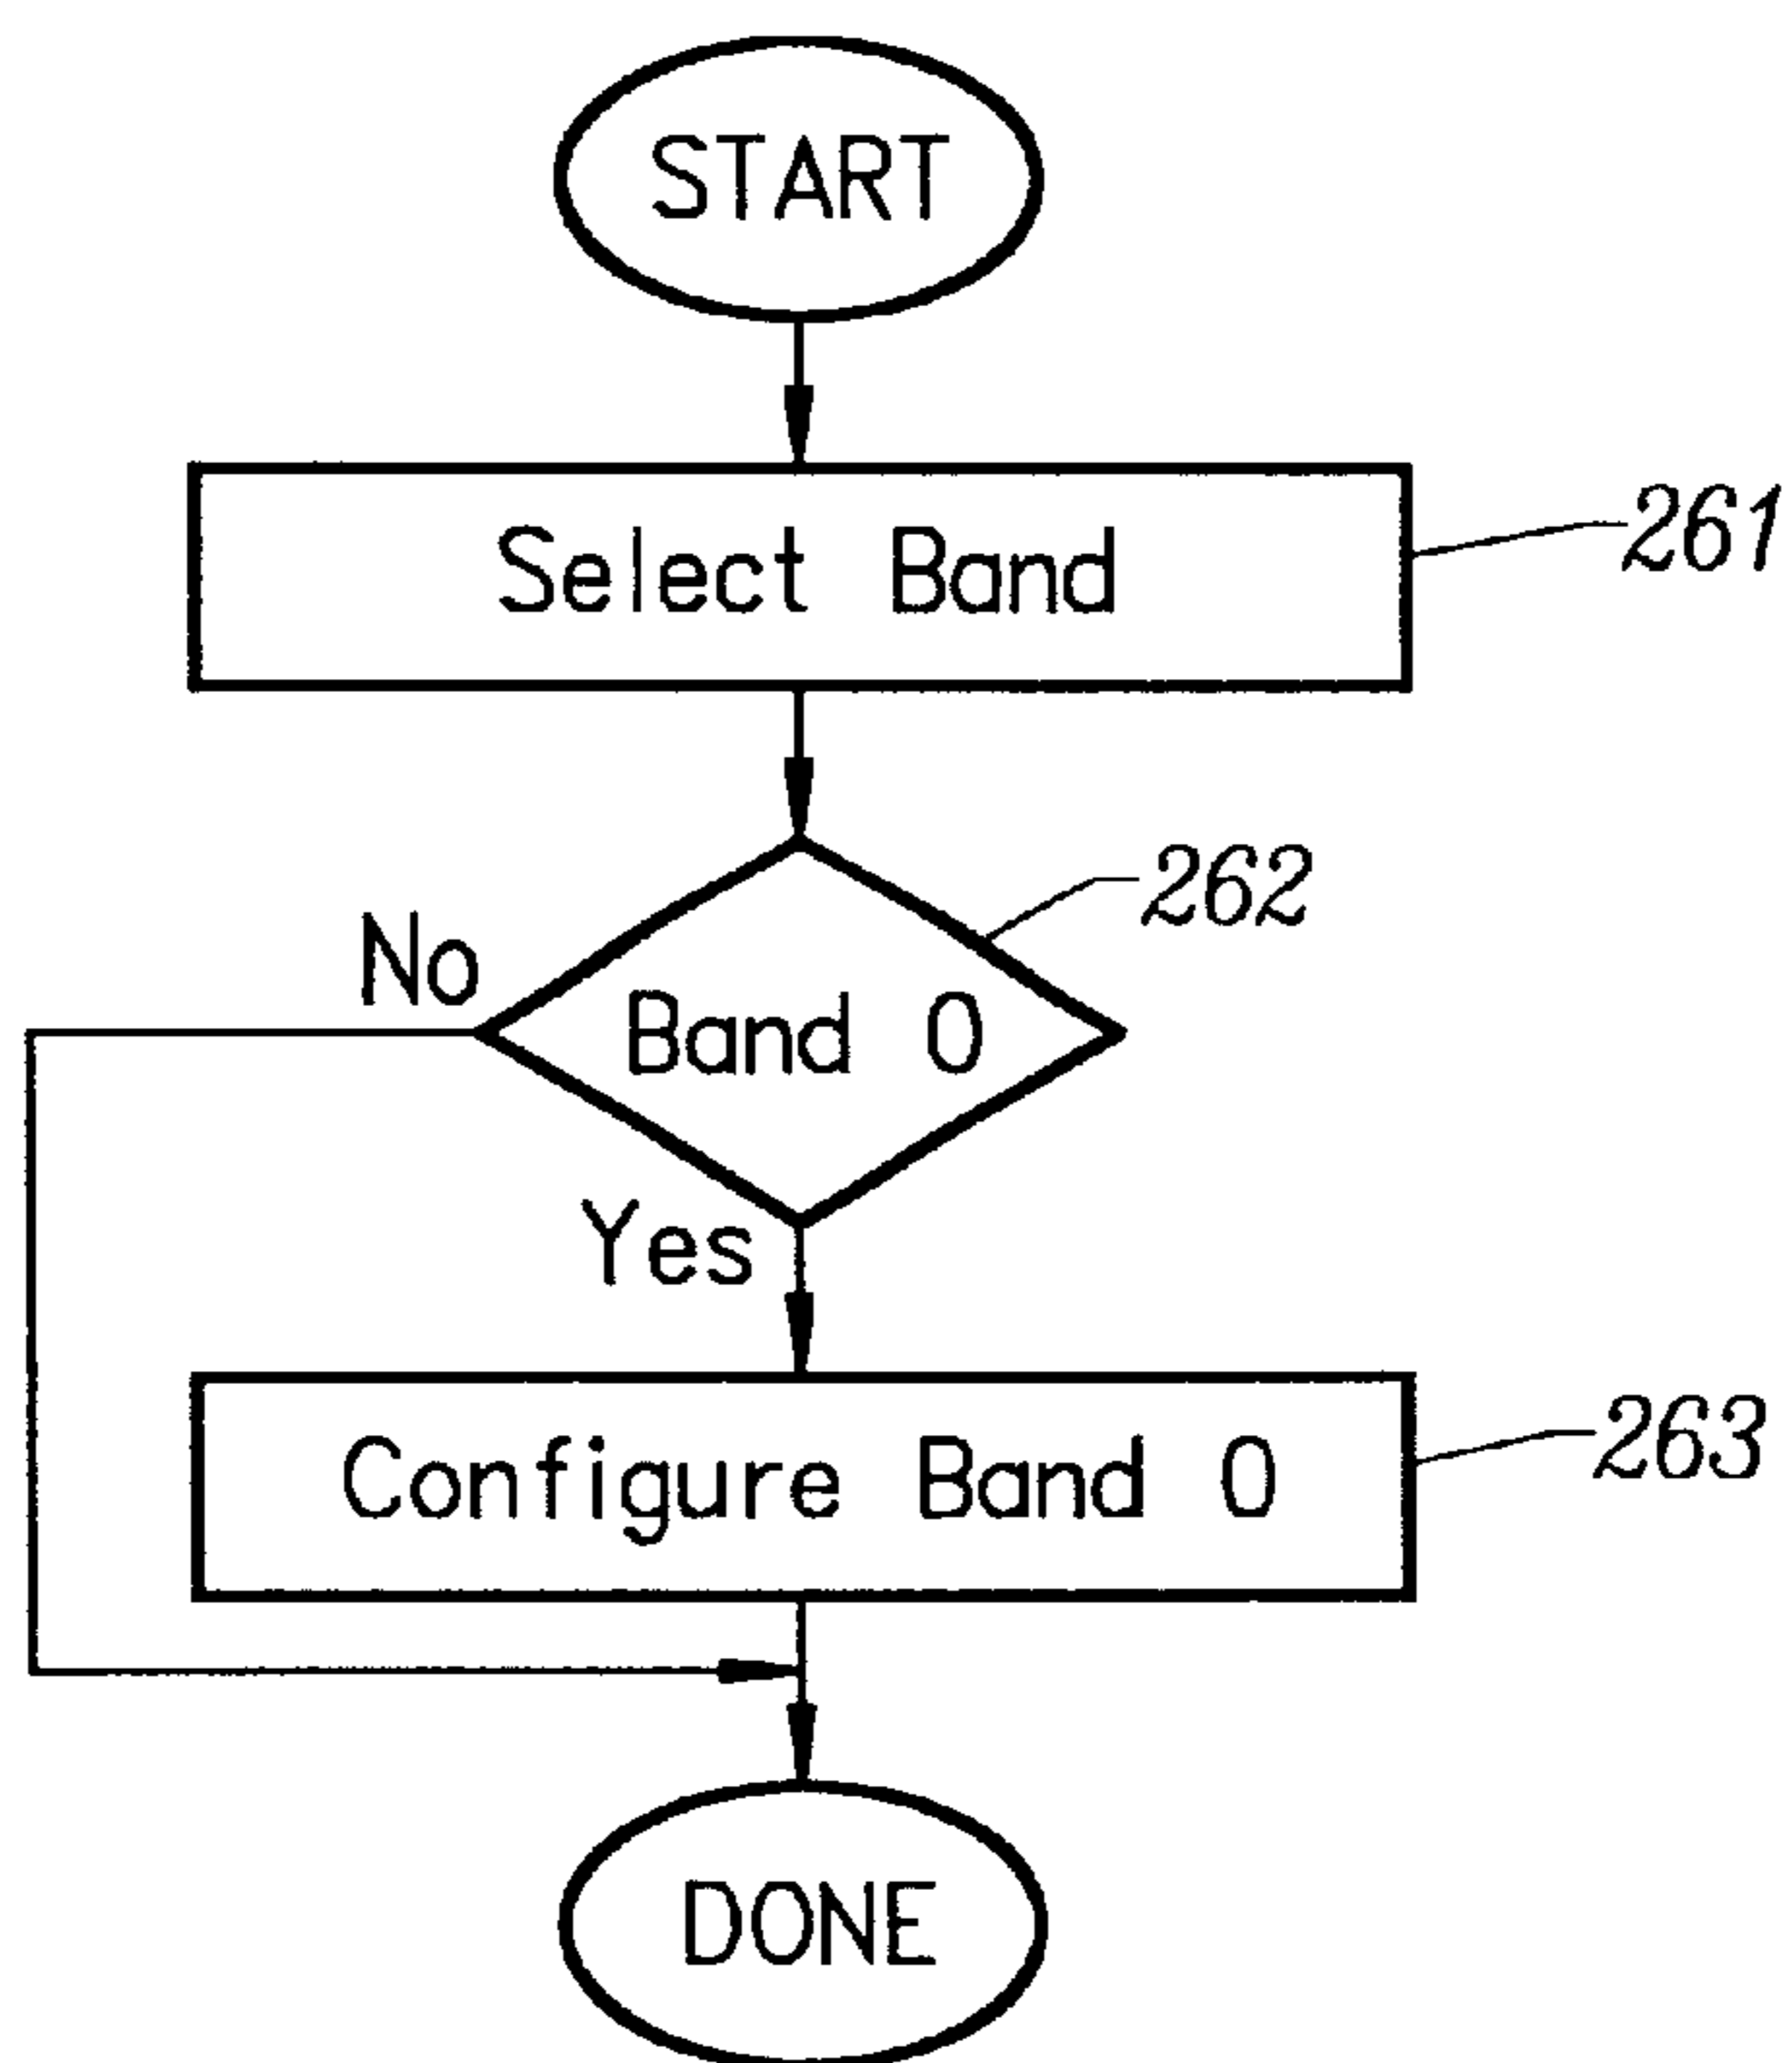 START
Select Band
261
262
No
Band 0
Yes
Configure Band 0
263
DONE